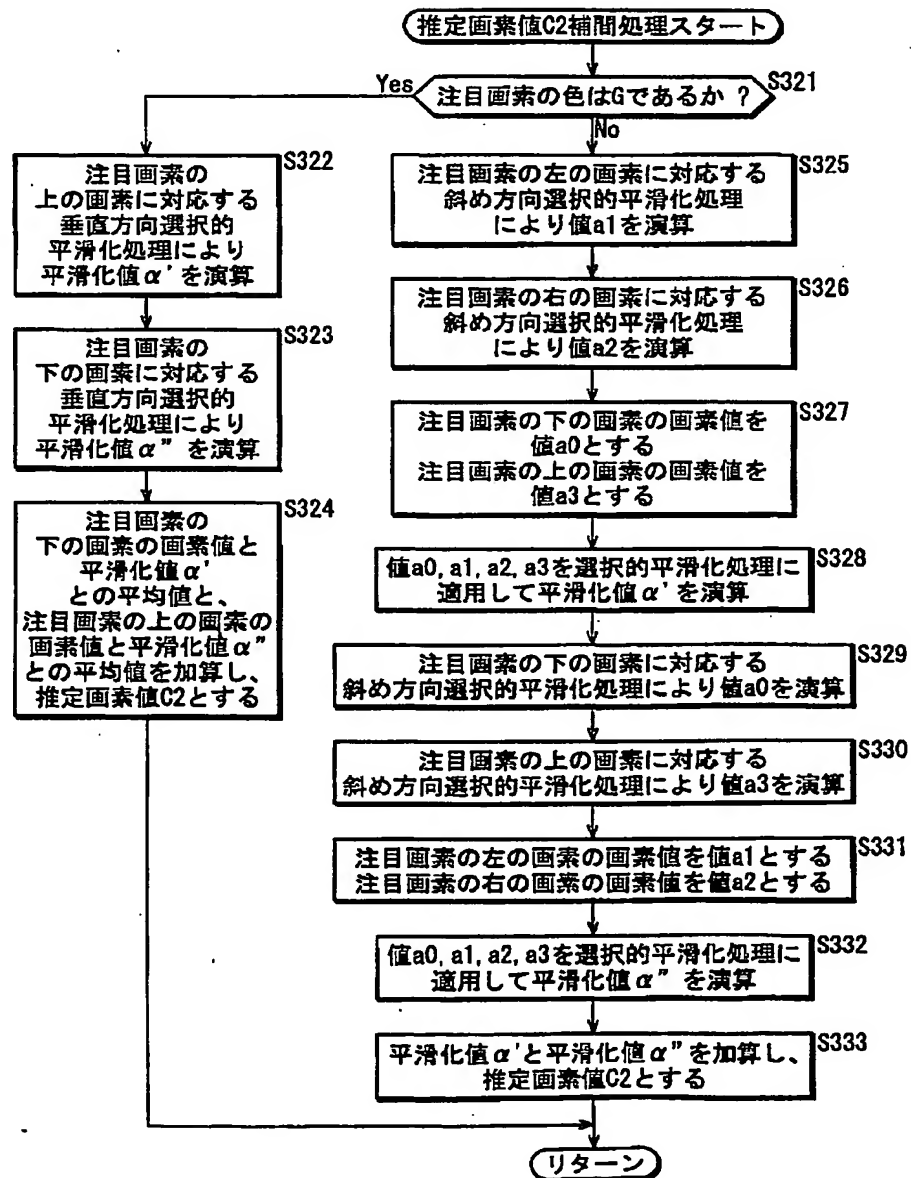 推定画素値C2補間処理スタート
S321
注目画素の色はGであるか ?
Yes
No
S322
注目画素の
上の画素に対応する
垂直方向選択的
平滑化処理により
平滑化値α'を演算
S323
注目画素の
下の画素に対応する
垂直方向選択的
平滑化処理により
平滑化値α"を演算
S324
注目画素の
下の画素の画素値と
平滑化値α'
との平均値と、
注目画素の上の画素の
画素値と平滑化値α"
との平均値を加算し、
推定画素値C2とする
S325
注目画素の左の画素に対応する
斜め方向選択的平滑化処理
により値a1を演算
S326
注目画素の右の画素に対応する
斜め方向選択的平滑化処理
により値a2を演算
S327
注目画素の下の画素の画素値を
値a0とする
注目画素の上の画素の画素値を
値a3とする
S328
値a0, a1, a2, a3を選択的平滑化処理に
適用して平滑化値α'を演算
S329
注目画素の下の画素に対応する
斜め方向選択的平滑化処理により値a0を演算
S330
注目画素の上の画素に対応する
斜め方向選択的平滑化処理により値a3を演算
S331
注目画素の左の画素の画素値を値a1とする
注目画素の右の画素の画素値を値a2とする
S332
値a0, a1, a2, a3を選択的平滑化処理に
適用して平滑化値α"を演算
S333
平滑化値α'と平滑化値α"を加算し、
推定画素値C2とする
リターン